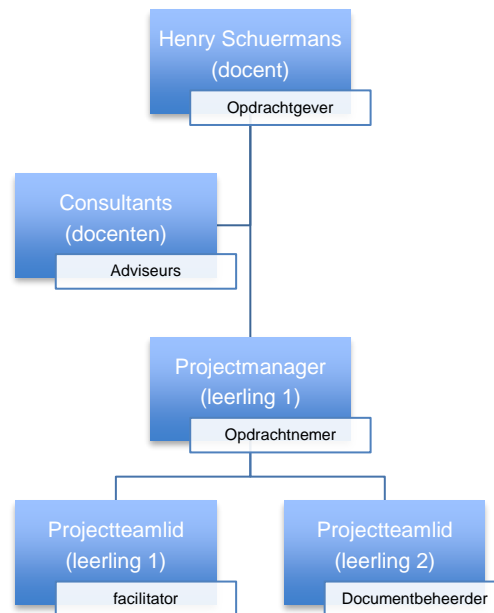 Henry Schuermans
(docent)
Opdrachtgever
Consultants
(docenten)
Adviseurs
Projectmanager
(leerling 1)
Opdrachtnemer
Projectteamlid
(leerling 1)
facilitator
Projectteamlid
(leerling 2)
Documentbeheerder